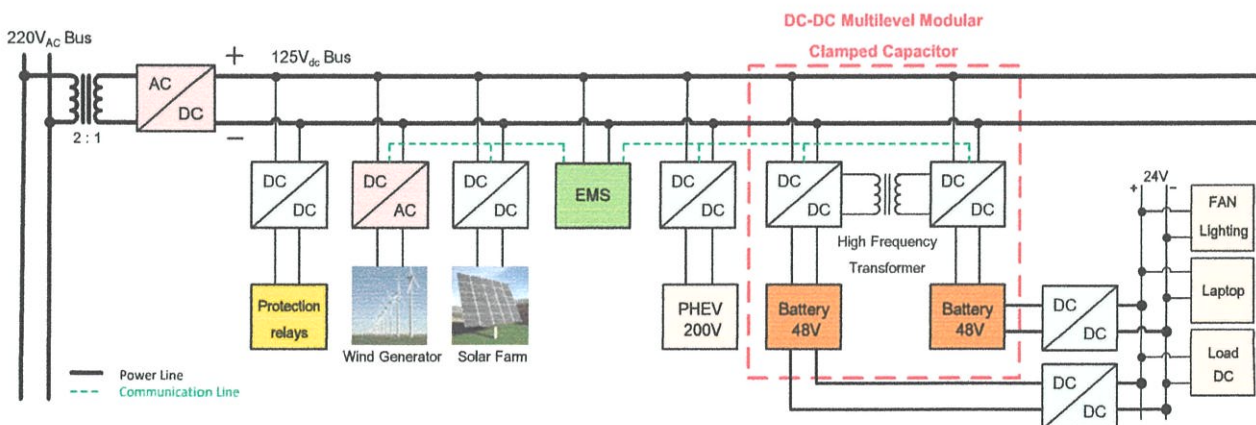 DC-DC Multilevel Modular
Clamped Capacitor
220VAC Bus
+
125Vdc Bus
AC
DC
−
2 : 1
DC
DC
DC
AC
DC
DC
EMS
DC
DC
DC
DC
DC
DC
High Frequency
Transformer
24V
+
−
FAN
Lighting
Laptop
Load
DC
Protection
relays
Wind Generator
Solar Farm
PHEV
200V
Battery
48V
Battery
48V
DC
DC
DC
DC
Power Line
Communication Line